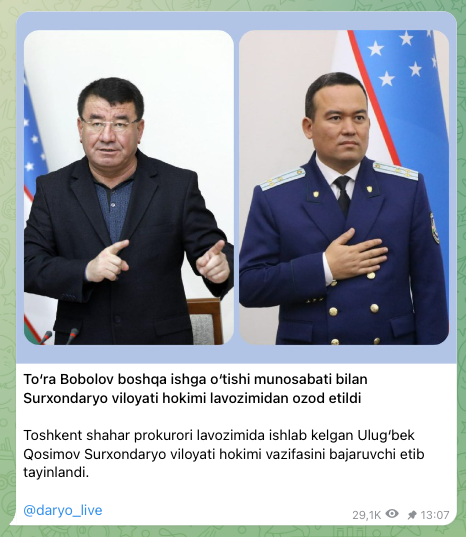 To‘ra Bobolov boshqa ishga o‘tishi munosabati bilan
Surxondaryo viloyati hokimi lavozimidan ozod etildi
Toshkent shahar prokurori lavozimida ishlab kelgan Ulug‘bek
Qosimov Surxondaryo viloyati hokimi vazifasini bajaruvchi etib
tayinlandi.
@daryo_live
29,1K 13:07